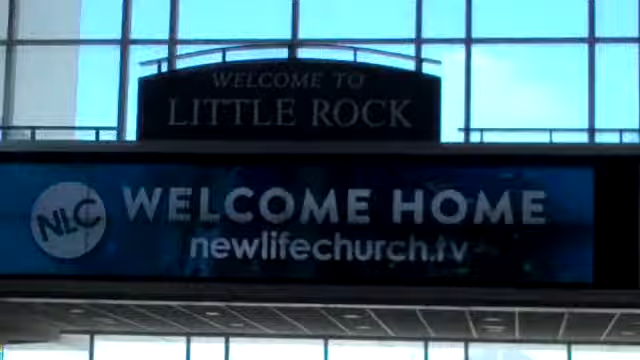 WELCOME TO
LITTLE ROCK
NLC
WELCOME HOME
newlifechurch.tv